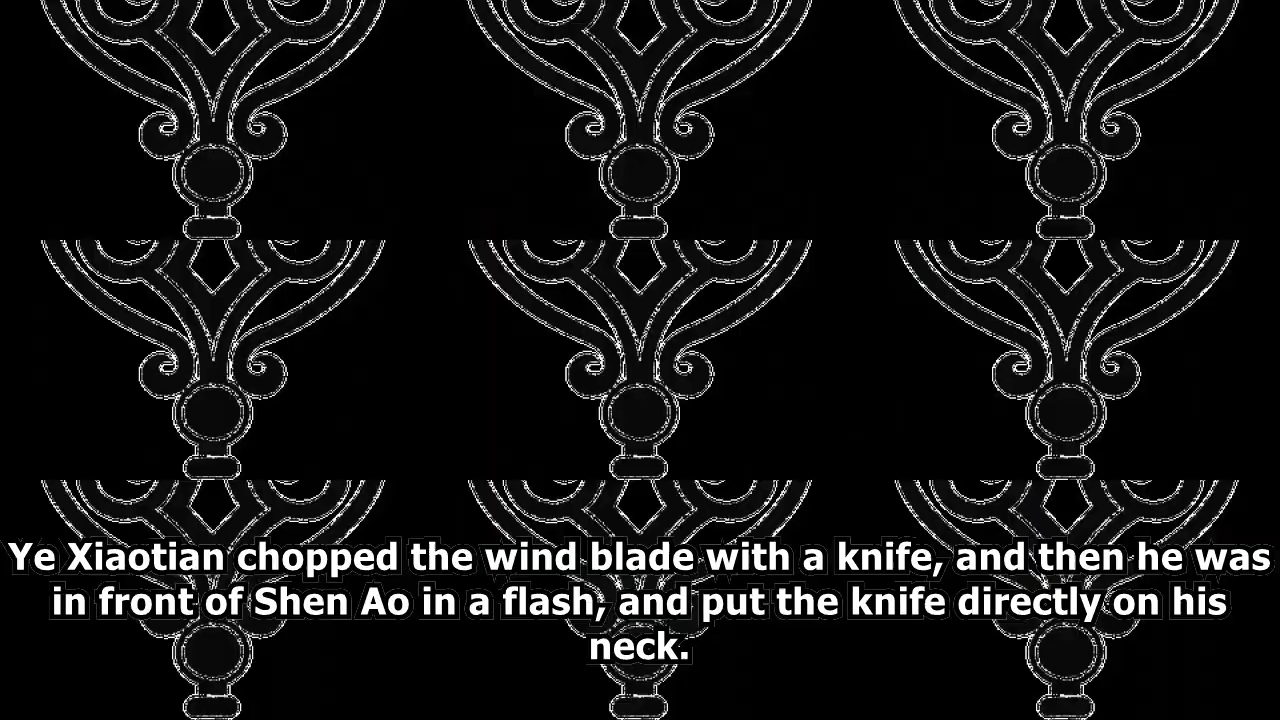 Ye Xiaotian chopped the wind blade with a knife, and then he was
in front of Shen Ao in a flash, and put the knife directly on his
neck.